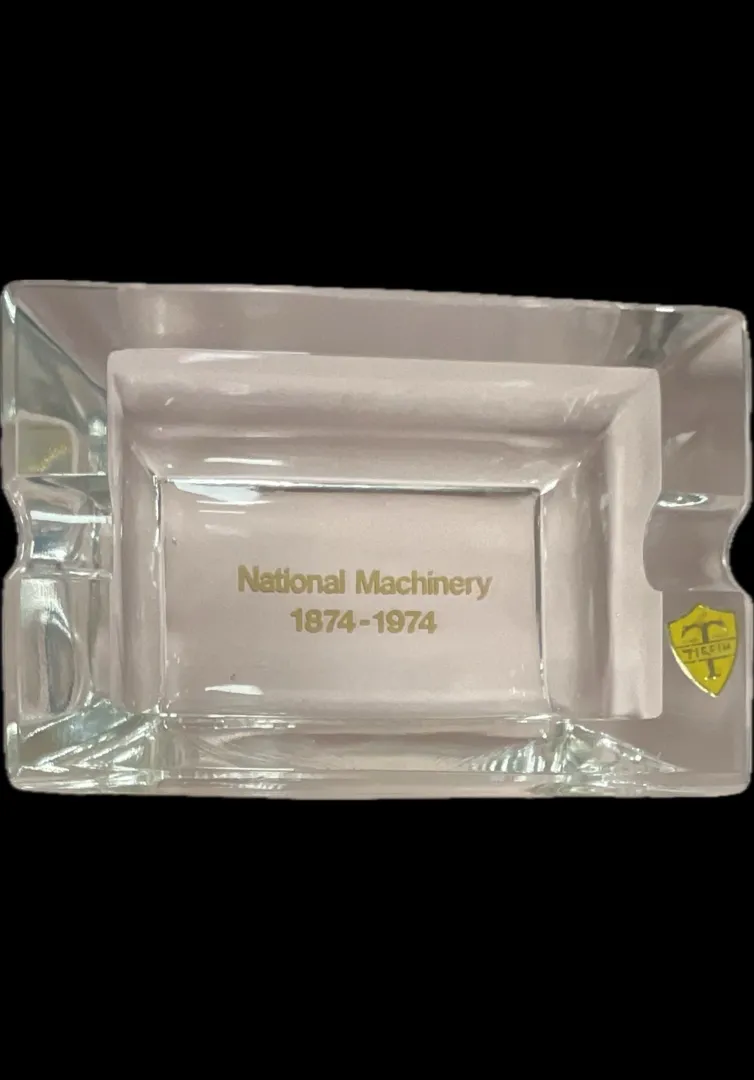 National Machinery
1874-1974
T
TIFFIN